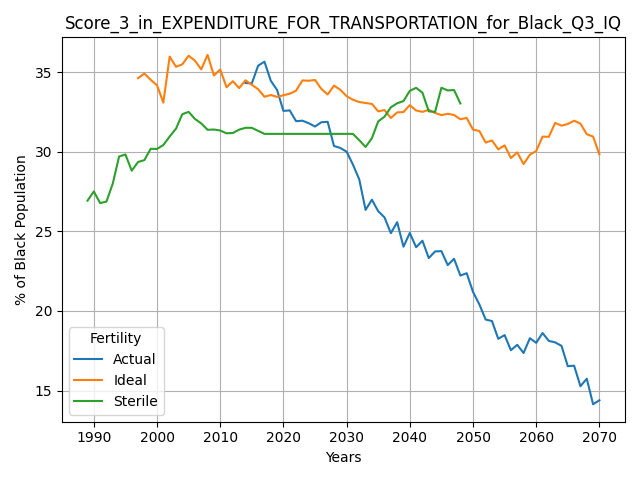 Score_3_in_EXPENDITURE_FOR_TRANSPORTATION_for_Black_Q3_IQ
% of Black Population
35
30
25
20
15
Fertility
Actual
Ideal
Sterile
1990 2000 2010 2020 2030 2040 2050 2060 2070
Years